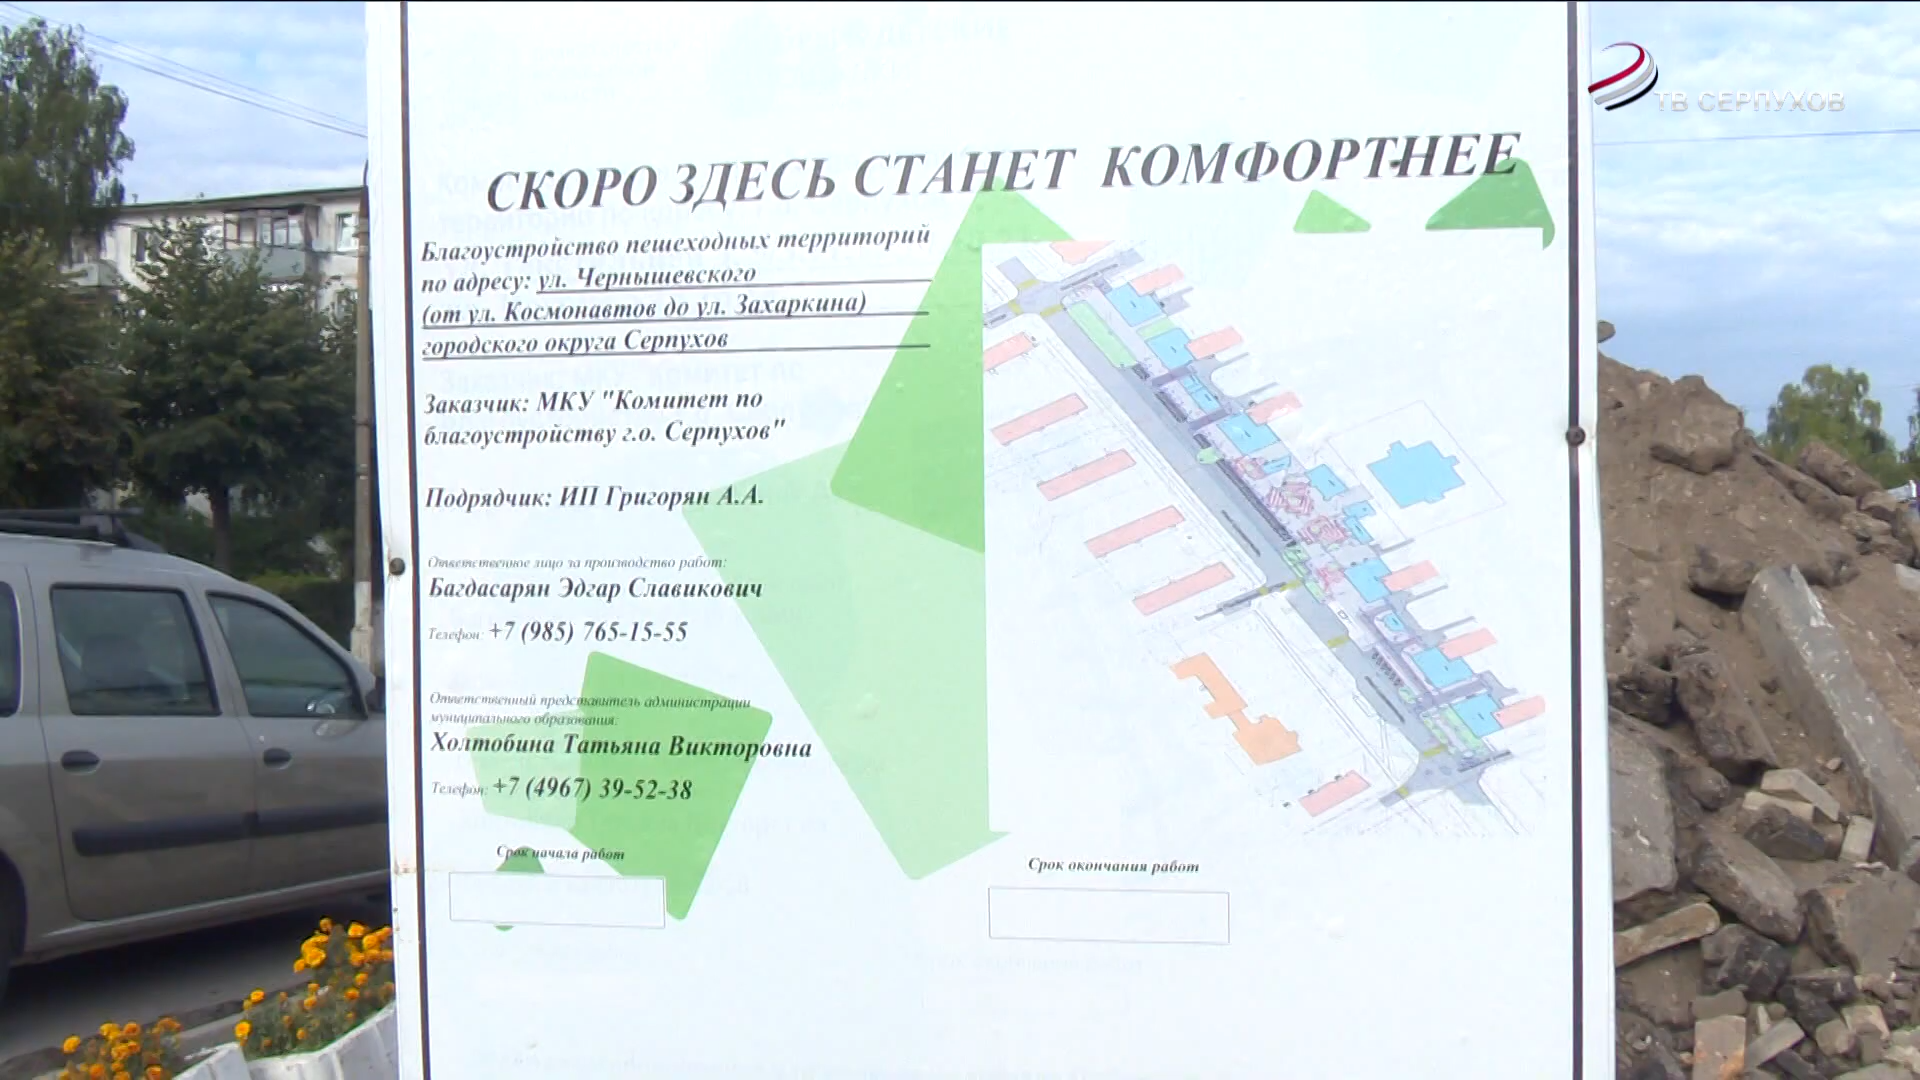 ТВ СЕРПУХОВ
СКОРО ЗДЕСЬ СТАНЕТ КОМФОРТНЕЕ
Благоустройство пешеходных территорий
по адресу: ул. Чернышевского
(от ул. Космонавтов до ул. Захаркина)
городского округа Серпухов
Заказчик: МКУ "Комитет по
благоустройству г.о. Серпухов"
Подрядчик: ИП Григорян А.А.
Ответственное лицо за производство работ:
Багдасарян Эдгар Славикович
Телефон: +7 (985) 765-15-55
Ответственный представитель администрации
муниципального образования:
Холтобина Татьяна Викторовна
Телефон: +7 (4967) 39-52-38
Срок начала работ
Срок окончания работ